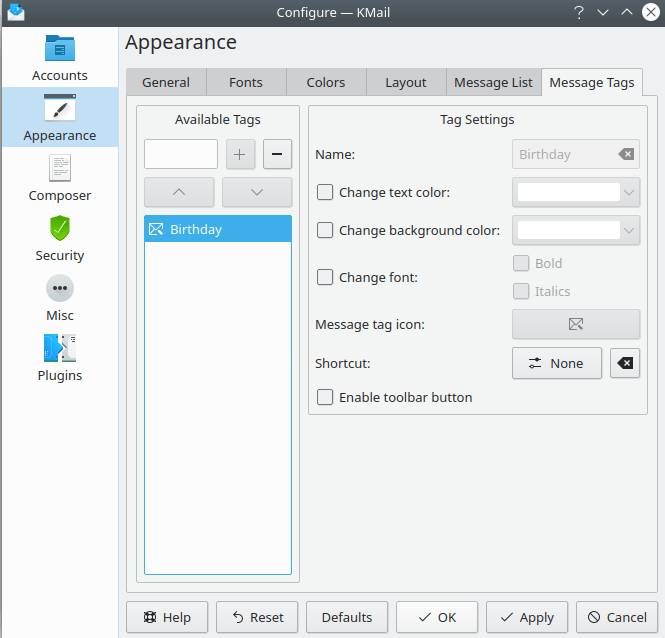 Configure — KMail
Accounts
Appearance
Composer
Security
Misc
Plugins
Appearance
General
Fonts
Colors
Layout
Message List
Message Tags
Available Tags
Birthday
Tag Settings
Name:
Birthday
Change text color:
Change background color:
Change font:
Bold
Italics
Message tag icon:
Shortcut:
None
Enable toolbar button
Help
Reset
Defaults
OK
Apply
Cancel